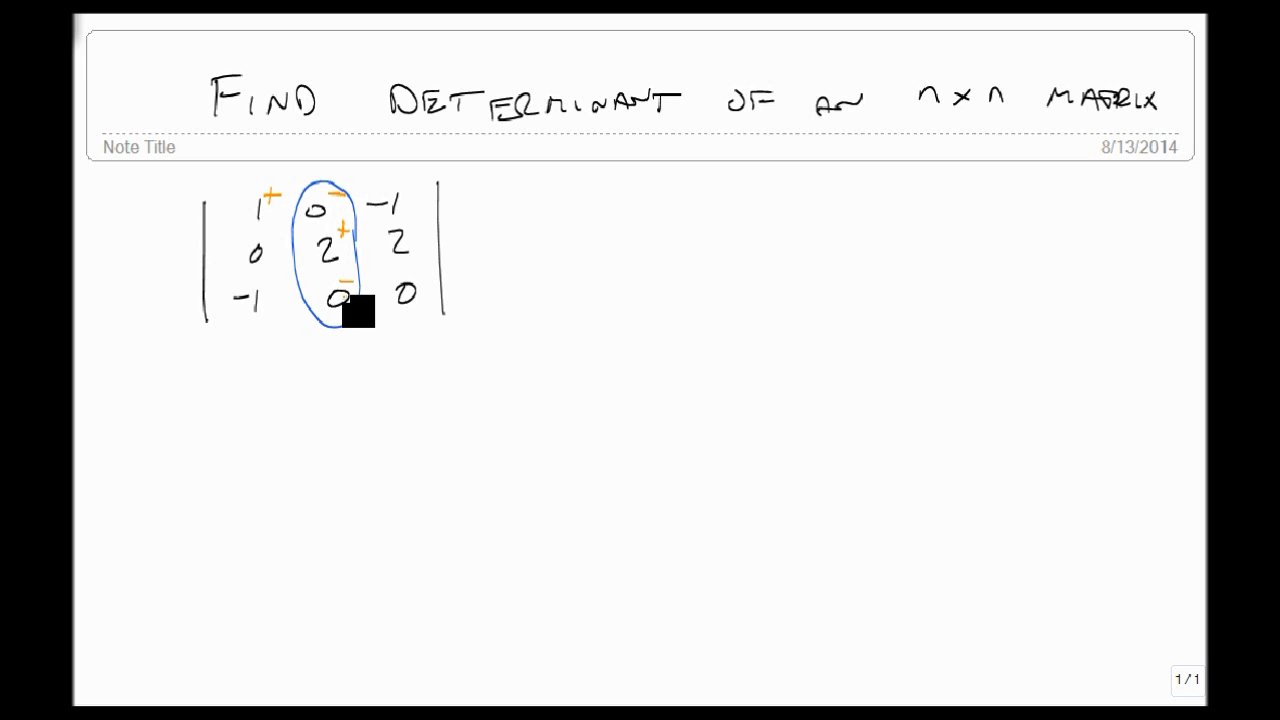 FIND DETERMINANT OF AN n x n MATRIX
Note Title 8/13/2014
1+ 0- -1
0 2+ 2
-1 0- 0
1/1